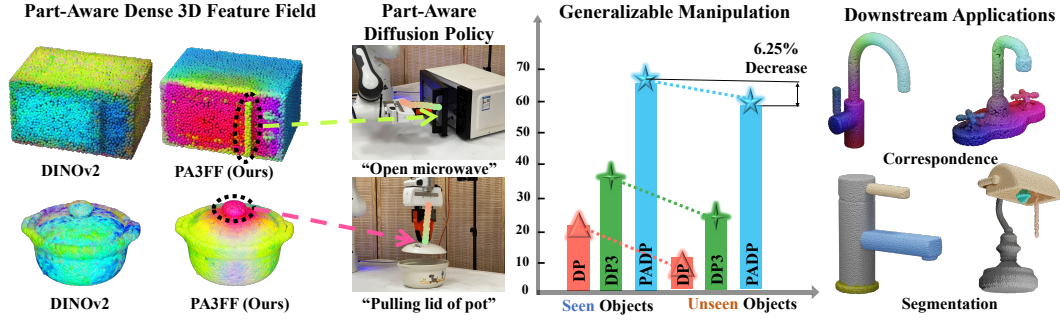 Part-Aware Dense 3D Feature Field
DINOv2
PA3FF (Ours)
DINOv2
PA3FF (Ours)
Part-Aware
Diffusion Policy
“Open microwave”
“Pulling lid of pot”
Generalizable Manipulation
6.25%
Decrease
70
60
50
40
30
20
10
0
DP
DP3
PADP
DP
DP3
PADP
Seen Objects
Unseen Objects
Downstream Applications
Correspondence
Segmentation